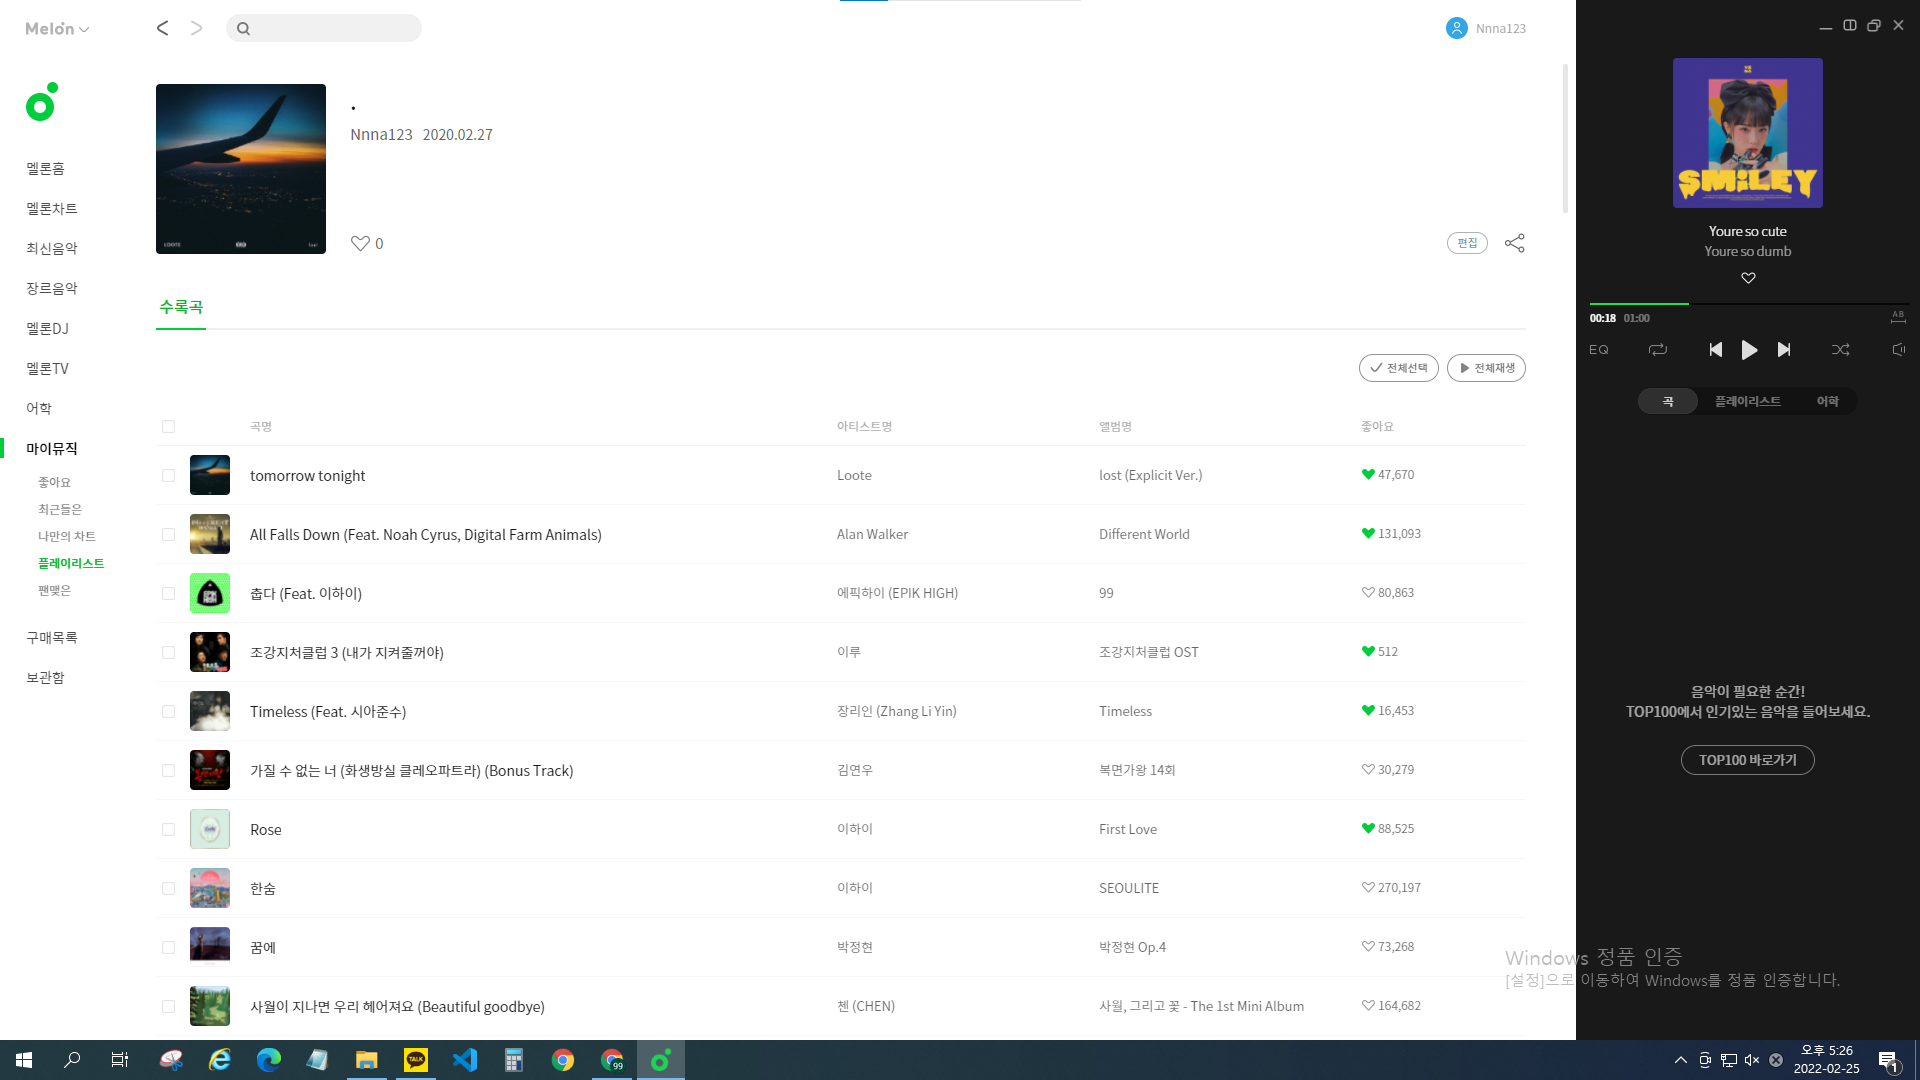 Melon
Nnna123
멜론홈
멜론차트
최신음악
장르음악
멜론DJ
멜론TV
어학
마이뮤직
좋아요
최근들은
나만의 차트
플레이리스트
팬맺은
구매목록
보관함
.
Nnna123 2020.02.27
LOOTE
lost
0
편집
수록곡
전체선택
전체재생
곡명 아티스트명 앨범명 좋아요
tomorrow tonight Loote lost (Explicit Ver.) 47,670
All Falls Down (Feat. Noah Cyrus, Digital Farm Animals) Alan Walker Different World 131,093
춥다 (Feat. 이하이) 에픽하이 (EPIK HIGH) 99 80,863
조강지처클럽 3 (내가 지켜줄꺼야) 이루 조강지처클럽 OST 512
Timeless (Feat. 시아준수) 장리인 (Zhang Li Yin) Timeless 16,453
가질 수 없는 너 (화생방실 클레오파트라) (Bonus Track) 김연우 복면가왕 14회 30,279
Rose 이하이 First Love 88,525
한숨 이하이 SEOULITE 270,197
꿈에 박정현 박정현 Op.4 73,268
사월이 지나면 우리 헤어져요 (Beautiful goodbye) 첸 (CHEN) 사월, 그리고 꽃 - The 1st Mini Album 164,682
SMiLEY
Youre so cute
Youre so dumb
00:18 01:00
AB
EQ
곡 플레이리스트 어학
음악이 필요한 순간!
TOP100에서 인기있는 음악을 들어보세요.
TOP100 바로가기
Windows 정품 인증
[설정]으로 이동하여 Windows를 정품 인증합니다.
TALK
99
오후 5:26
2022-02-25
1